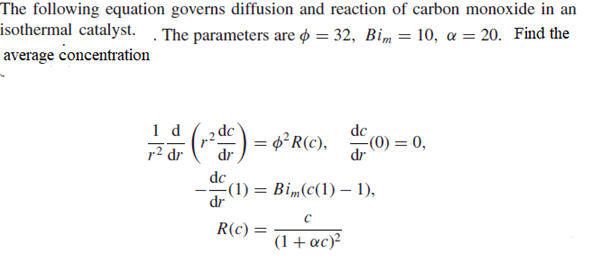 The following equation governs diffusion and reaction of carbon monoxide in an
isothermal catalyst. . The parameters are ϕ = 32, Biₘ = 10, α = 20. Find the
average concentration
1/r² d/dr (r² dc/dr) = ϕ²R(c), dc/dr (0) = 0,
−dc/dr (1) = Biₘ(c(1) − 1),
R(c) = c/(1 + αc)²